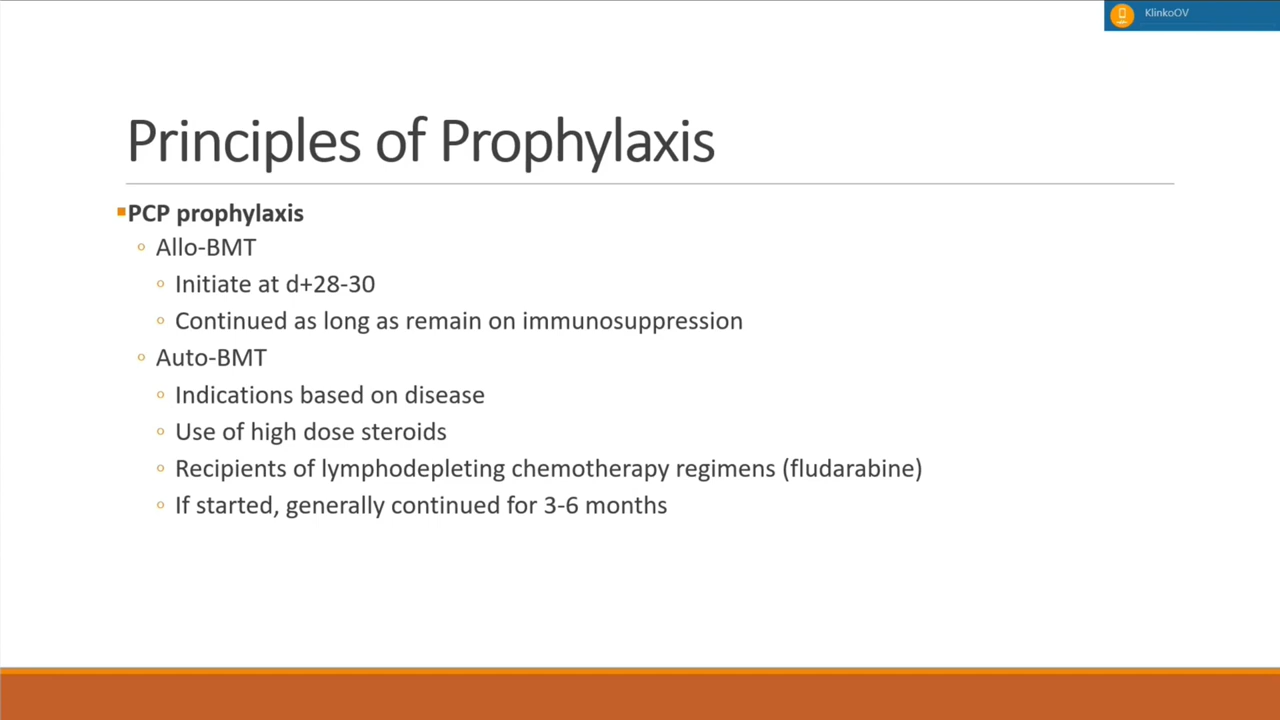 KlinkoOV
Principles of Prophylaxis
PCP prophylaxis
Allo-BMT
Initiate at d+28-30
Continued as long as remain on immunosuppression
Auto-BMT
Indications based on disease
Use of high dose steroids
Recipients of lymphodepleting chemotherapy regimens (fludarabine)
If started, generally continued for 3-6 months